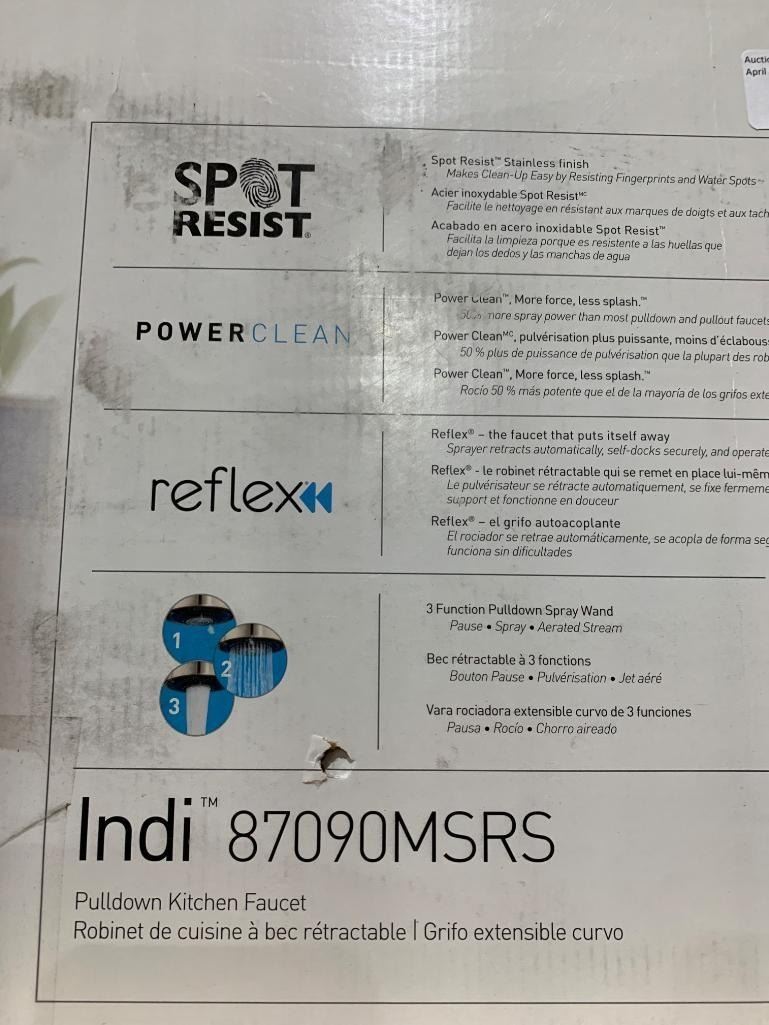 Auctio
April
SPOT
RESIST®
Spot Resist™ Stainless finish
Makes Clean-Up Easy by Resisting Fingerprints and Water Spots
Acier inoxydable Spot Resistᴹᶜ
Facilite le nettoyage en résistant aux marques de doigts et aux tach
Acabado en acero inoxidable Spot Resist™
Facilita la limpieza porque es resistente a las huellas que
dejan los dedos y las manchas de agua
POWERCLEAN
Power Clean™, More force, less splash.™
50% more spray power than most pulldown and pullout faucets
Power Cleanᴹᶜ, pulvérisation plus puissante, moins d'éclabous
50 % plus de puissance de pulvérisation que la plupart des rob
Power Clean™, More force, less splash.™
Rocío 50 % más potente que el de la mayoría de los grifos exte
reflex
Reflex® – the faucet that puts itself away
Sprayer retracts automatically, self-docks securely, and operate
Reflex® - le robinet rétractable qui se remet en place lui-mêm
Le pulvérisateur se rétracte automatiquement, se fixe fermeme
support et fonctionne en douceur
Reflex® – el grifo autoacoplante
El rociador se retrae automáticamente, se acopla de forma seg
funciona sin dificultades
1
2
3
3 Function Pulldown Spray Wand
Pause • Spray • Aerated Stream
Bec rétractable à 3 fonctions
Bouton Pause • Pulvérisation • Jet aéré
Vara rociadora extensible curvo de 3 funciones
Pausa • Rocío • Chorro aireado
Indi™ 87090MSRS
Pulldown Kitchen Faucet
Robinet de cuisine à bec rétractable | Grifo extensible curvo